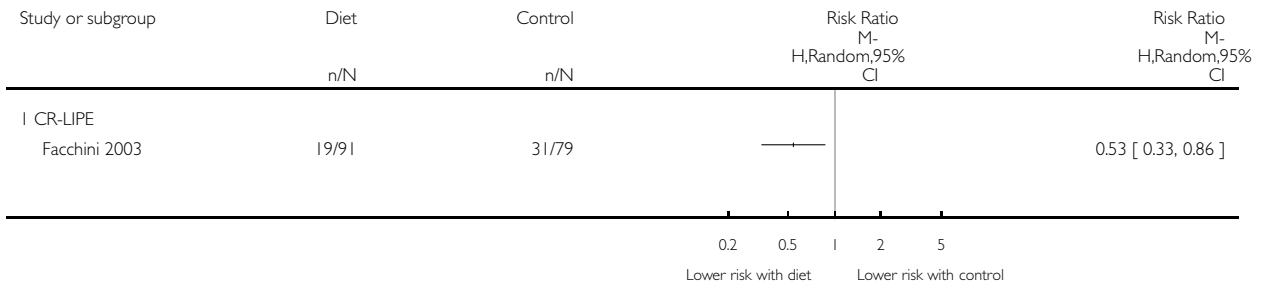 Study or subgroup Diet Control Risk Ratio Risk Ratio
M- M-
H,Random,95% H,Random,95%
n/N n/N CI CI
1 CR-LIPE
Facchini 2003 19/91 31/79 0.53 [ 0.33, 0.86 ]
0.2 0.5 1 2 5
Lower risk with diet Lower risk with control